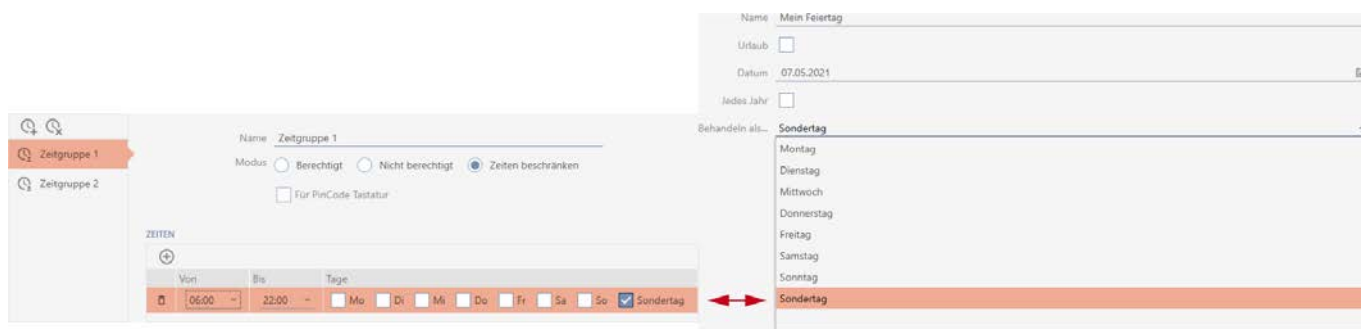 Name Mein Feiertag
Urlaub
Datum 07.05.2021
Jedes Jahr
Behandeln als... Sondertag
Montag
Dienstag
Mittwoch
Donnerstag
Freitag
Samstag
Sonntag
Sondertag
Zeitgruppe 1
Zeitgruppe 2
Name Zeitgruppe 1
Modus Berechtigt Nicht berechtigt Zeiten beschränken
Für PinCode Tastatur
ZEITEN
Von Bis Tage
06:00 22:00 Mo Di Mi Do Fr Sa So Sondertag